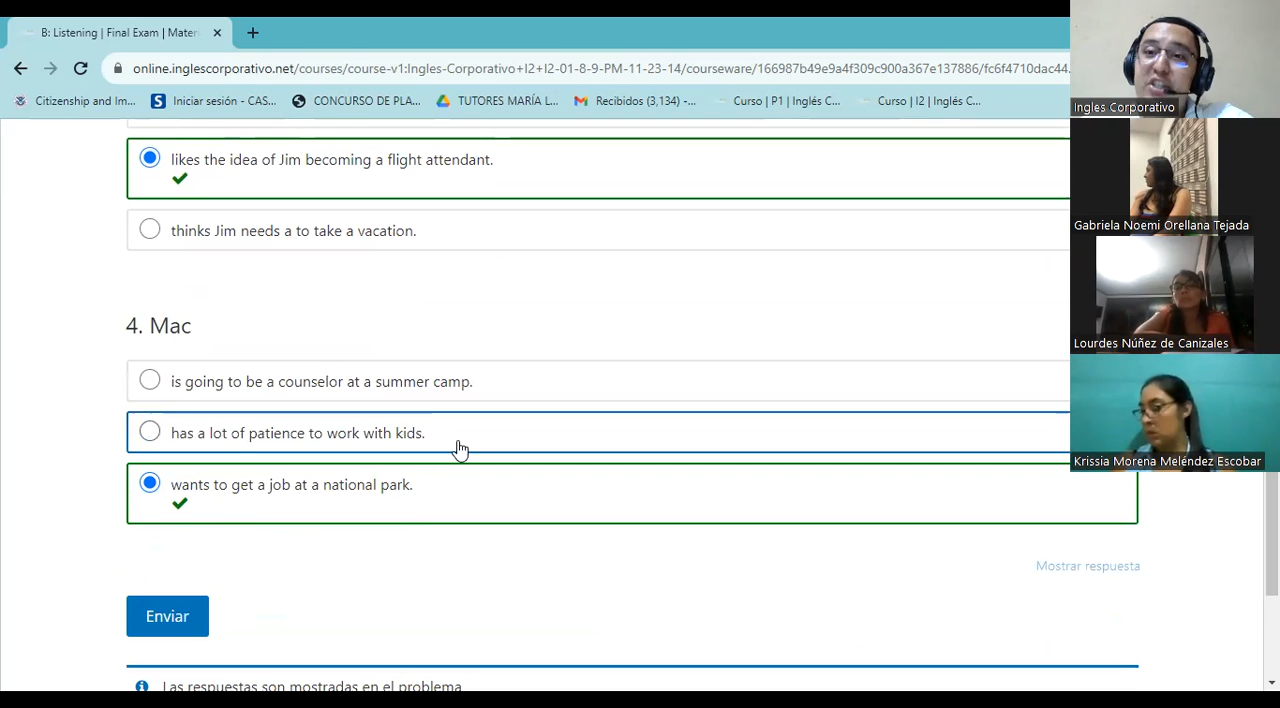 B: Listening | Final Exam | Mater
online.inglescorporativo.net/courses/course-v1:Ingles-Corporativo+I2+I2-01-8-9-PM-11-23-14/courseware/166987b49e9a4f309c900a367e137886/fc6f4710dac44.
Citizenship and Im... Iniciar sesión - CAS... CONCURSO DE PLA... TUTORES MARÍA L... Recibidos (3,134) -... Curso | P1 | Inglés C... Curso | I2 | Inglés C...
likes the idea of Jim becoming a flight attendant.
thinks Jim needs a to take a vacation.
4. Mac
is going to be a counselor at a summer camp.
has a lot of patience to work with kids.
wants to get a job at a national park.
Mostrar respuesta
Enviar
Las respuestas son mostradas en el problema
Ingles Corporativo
Gabriela Noemi Orellana Tejada
Lourdes Núñez de Canizales
Krissia Morena Meléndez Escobar